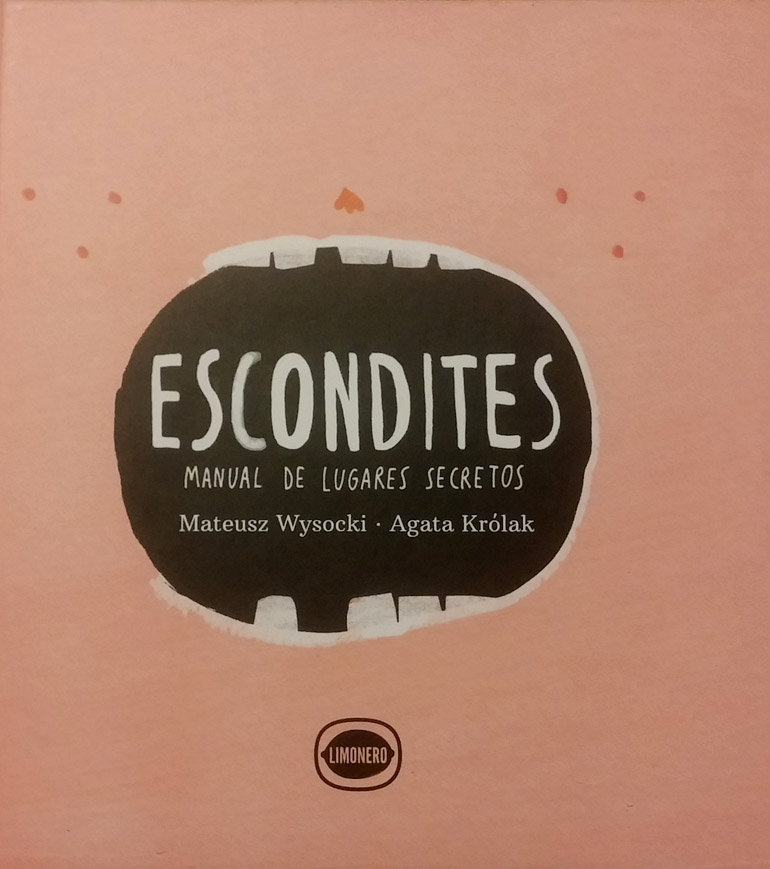 ESCONDITES
MANUAL DE LUGARES SECRETOS
Mateusz Wysocki · Agata Królak
LIMONERO